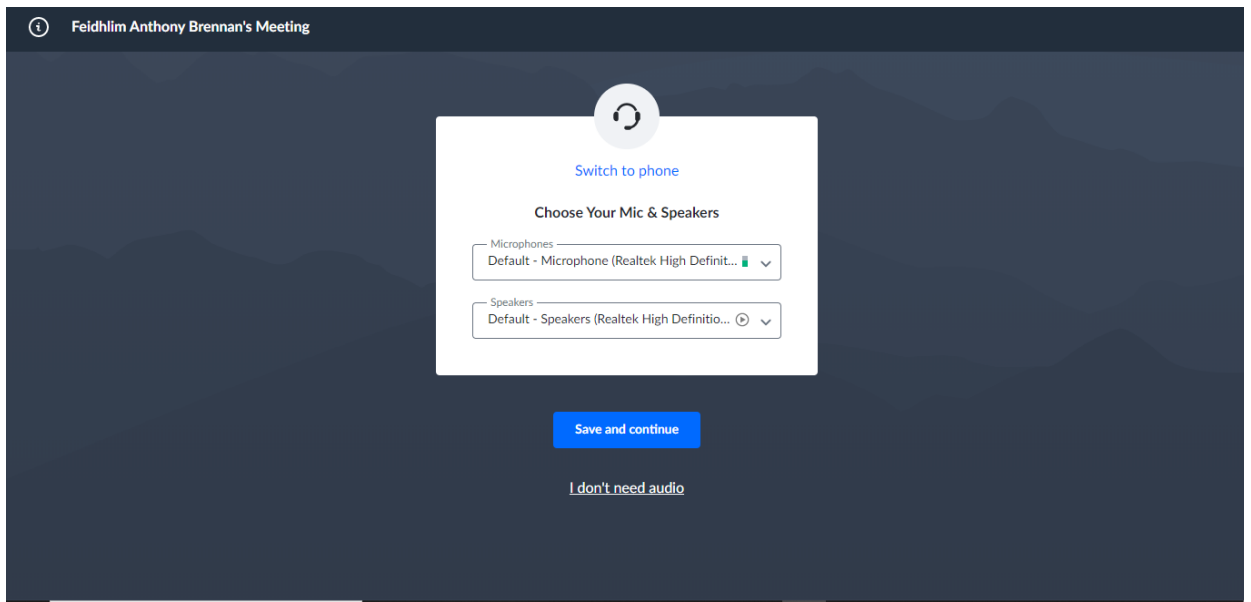 Feidhlim Anthony Brennan's Meeting
Switch to phone
Choose Your Mic & Speakers
Microphones
Default - Microphone (Realtek High Definit...
Speakers
Default - Speakers (Realtek High Definitio...
Save and continue
I don't need audio